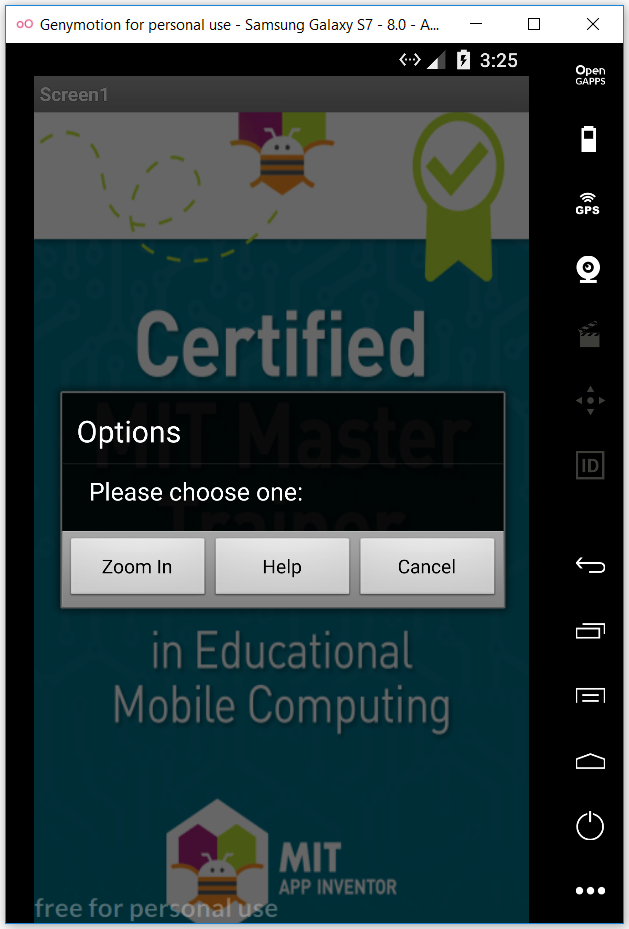 Genymotion for personal use - Samsung Galaxy S7 - 8.0 - A...
3:25
Open
GAPPS
Screen1
GPS
Certified
MIT Master
Options
Please choose one:
Trainer
ID
Zoom In
Help
Cancel
in Educational
Mobile Computing
MIT
APP INVENTOR
free for personal use